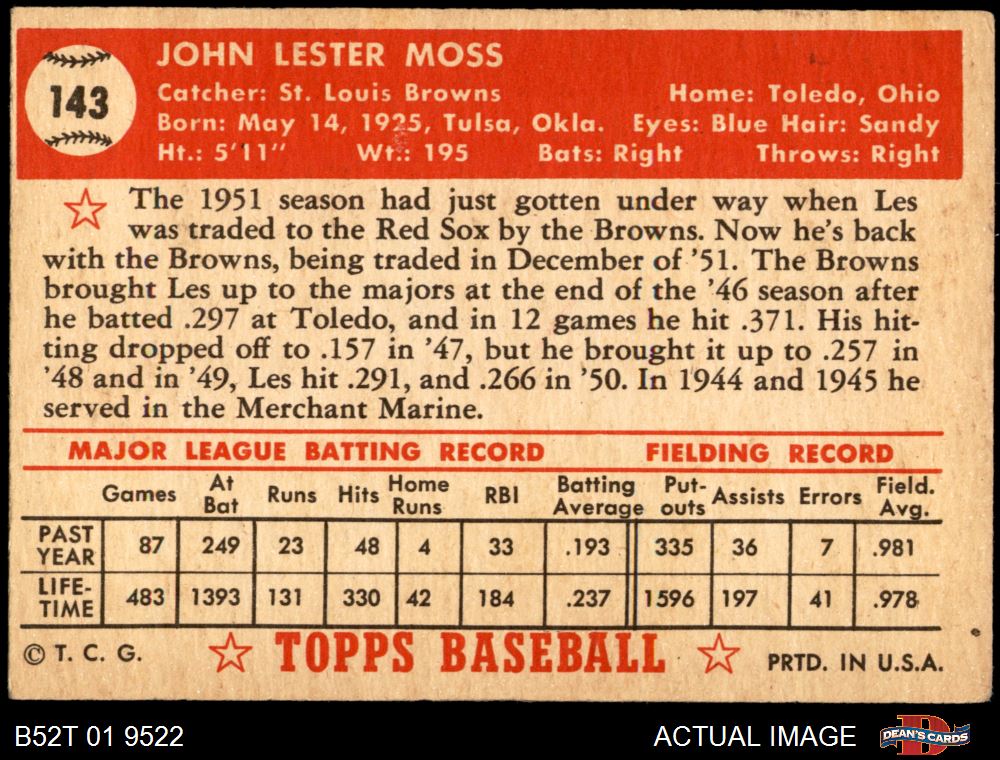 143
JOHN LESTER MOSS
Catcher: St. Louis Browns Home: Toledo, Ohio
Born: May 14, 1925, Tulsa, Okla. Eyes: Blue Hair: Sandy
Ht.: 5'11" Wt.: 195 Bats: Right Throws: Right
The 1951 season had just gotten under way when Les
was traded to the Red Sox by the Browns. Now he's back
with the Browns, being traded in December of '51. The Browns
brought Les up to the majors at the end of the '46 season after
he batted .297 at Toledo, and in 12 games he hit .371. His hit-
ting dropped off to .157 in '47, but he brought it up to .257 in
'48 and in '49, Les hit .291, and .266 in '50. In 1944 and 1945 he
served in the Merchant Marine.
MAJOR LEAGUE BATTING RECORD FIELDING RECORD
Games At Bat Runs Hits Home Runs RBI Batting Average Put-outs Assists Errors Field. Avg.
PAST YEAR 87 249 23 48 4 33 .193 335 36 7 .981
LIFE-TIME 483 1393 131 330 42 184 .237 1596 197 41 .978
© T. C. G. TOPPS BASEBALL PRTD. IN U.S.A.
B52T 01 9522 ACTUAL IMAGE DEAN'S CARDS